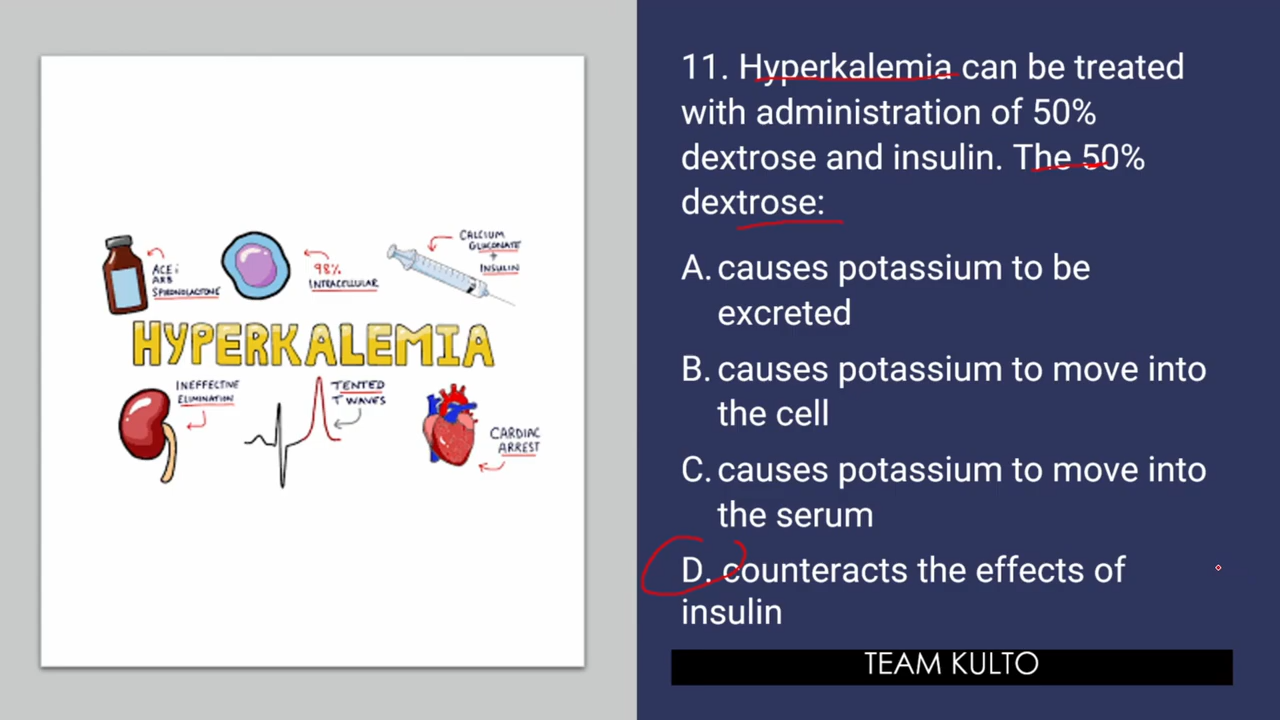 ACE i
ARB
SPIRONOLACTONE
98%
INTRACELLULAR
CALCIUM
GLUCONATE
+
INSULIN
HYPERKALEMIA
INEFFECTIVE
ELIMINATION
TENTED
T WAVES
CARDIAC
ARREST
11. Hyperkalemia can be treated
with administration of 50%
dextrose and insulin. The 50%
dextrose:
A. causes potassium to be
excreted
B. causes potassium to move into
the cell
C. causes potassium to move into
the serum
D. counteracts the effects of
insulin
TEAM KULTO